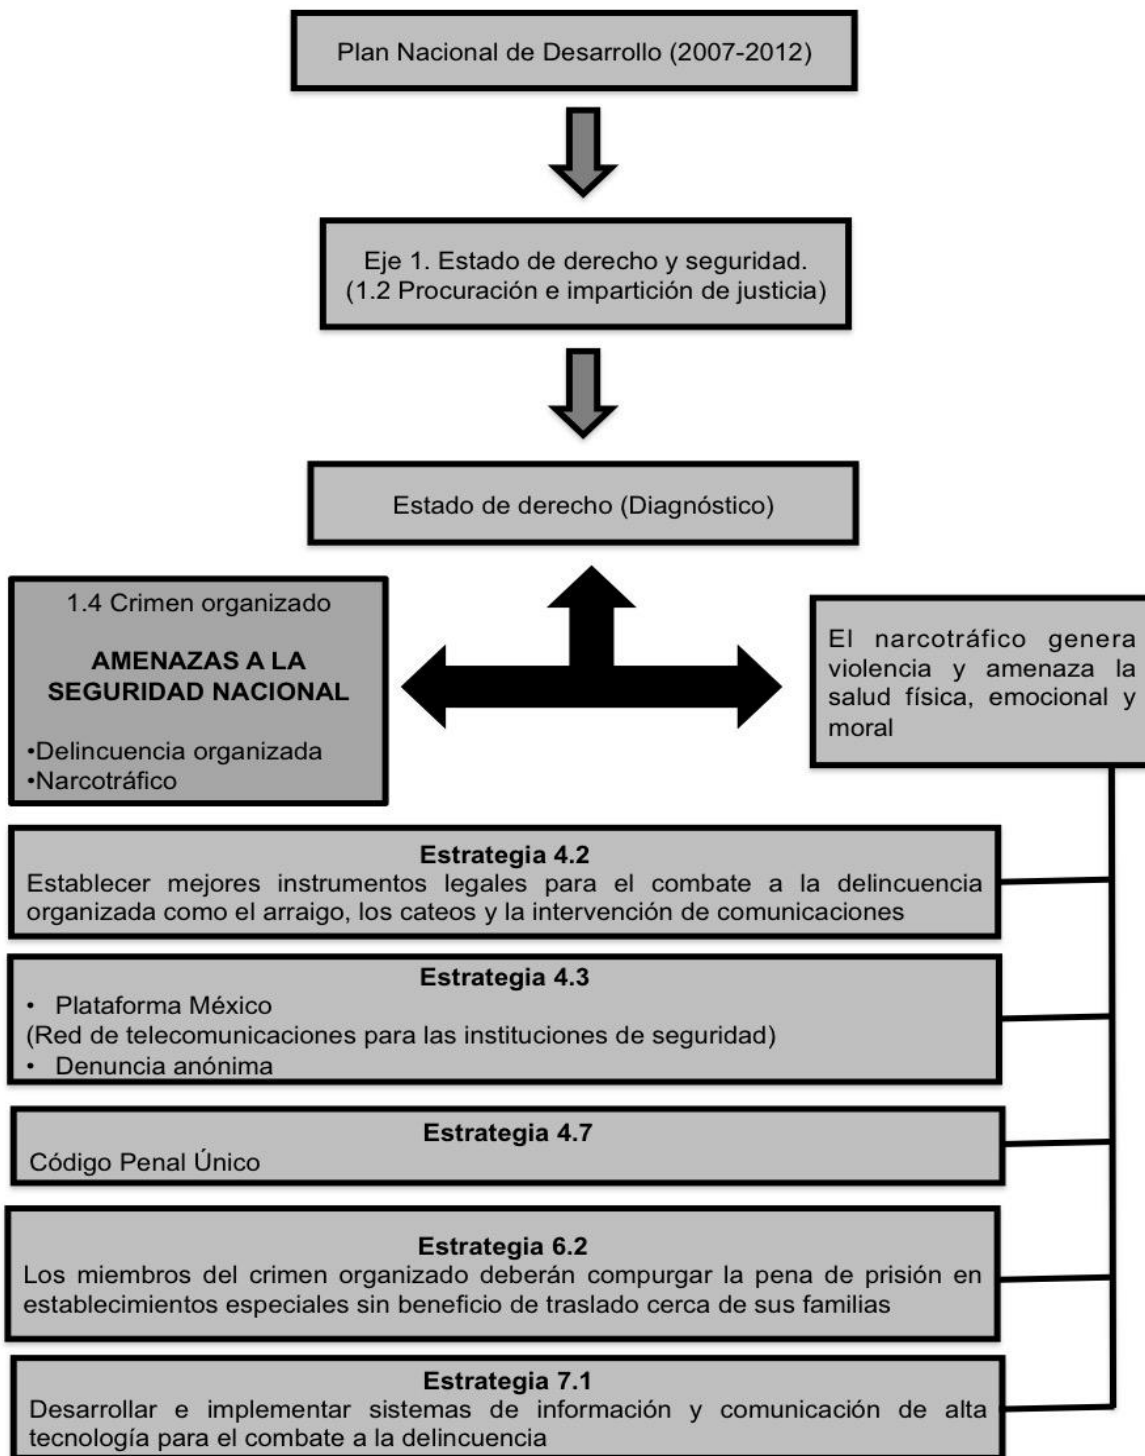 Plan Nacional de Desarrollo (2007-2012)
Eje 1. Estado de derecho y seguridad.
(1.2 Procuración e impartición de justicia)
Estado de derecho (Diagnóstico)
1.4 Crimen organizado
AMENAZAS A LA
SEGURIDAD NACIONAL
•Delincuencia organizada
•Narcotráfico
El narcotráfico genera
violencia y amenaza la
salud física, emocional y
moral
Estrategia 4.2
Establecer mejores instrumentos legales para el combate a la delincuencia
organizada como el arraigo, los cateos y la intervención de comunicaciones
Estrategia 4.3
• Plataforma México
(Red de telecomunicaciones para las instituciones de seguridad)
• Denuncia anónima
Estrategia 4.7
Código Penal Único
Estrategia 6.2
Los miembros del crimen organizado deberán compurgar la pena de prisión en
establecimientos especiales sin beneficio de traslado cerca de sus familias
Estrategia 7.1
Desarrollar e implementar sistemas de información y comunicación de alta
tecnología para el combate a la delincuencia